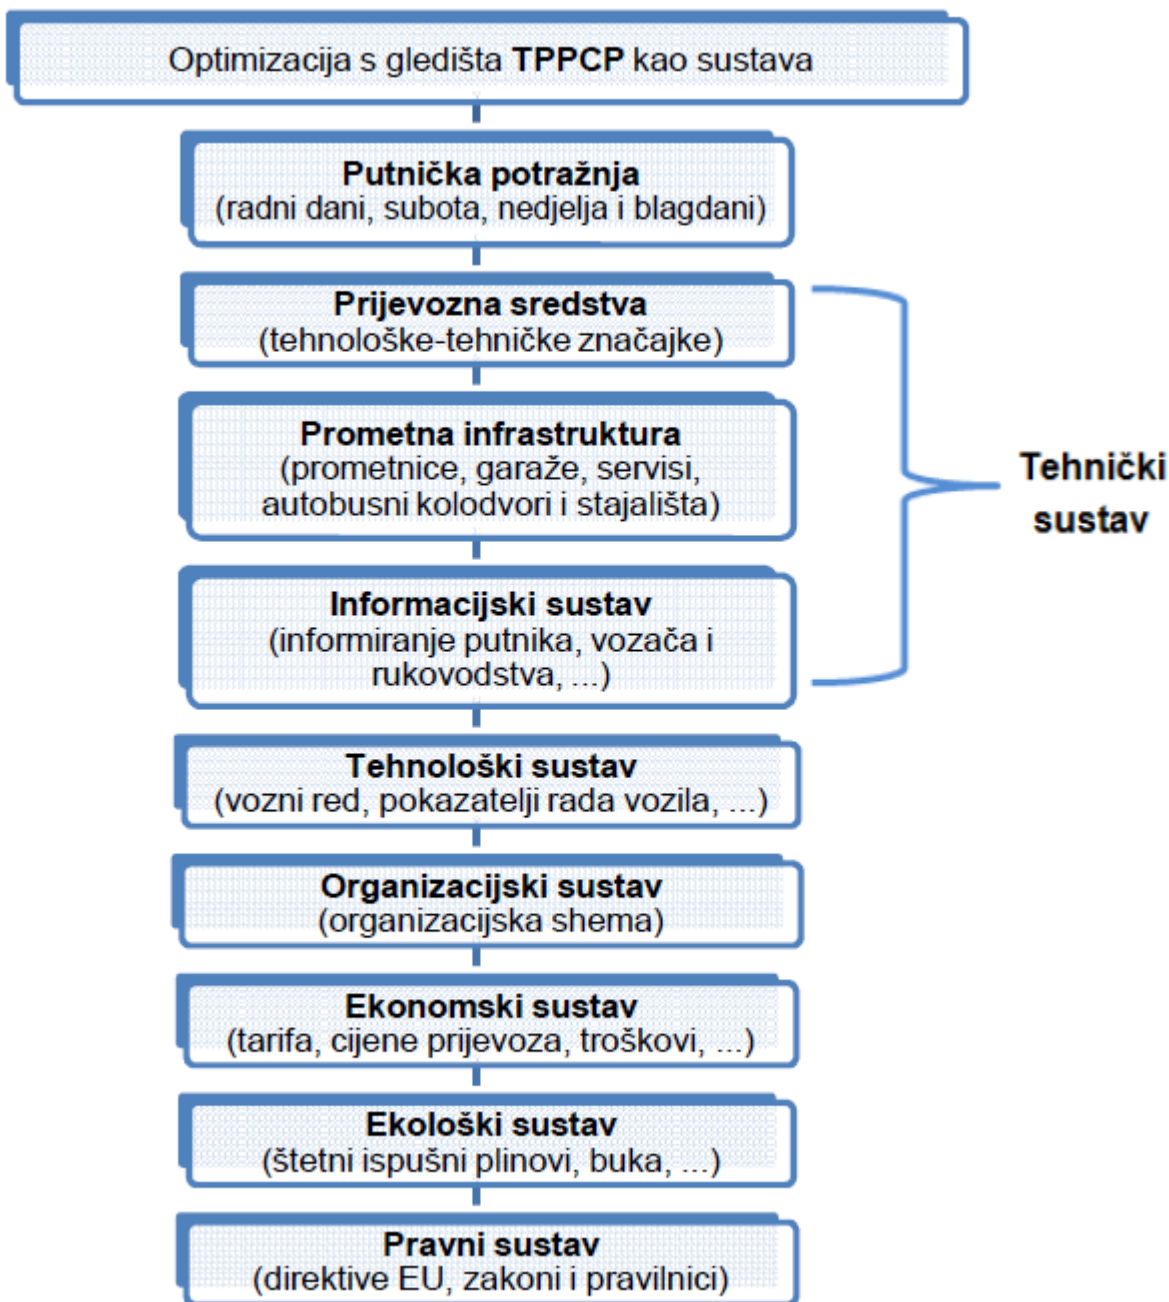 Optimizacija s gledišta TPPCP kao sustava
Putnička potražnja
(radni dani, subota, nedjelja i blagdani)
Prijevozna sredstva
(tehnološke-tehničke značajke)
Prometna infrastruktura
(prometnice, garaže, servisi,
autobusni kolodvori i stajališta)
Informacijski sustav
(informiranje putnika, vozača i
rukovodstva, ...)
Tehnički
sustav
Tehnološki sustav
(vozni red, pokazatelji rada vozila, ...)
Organizacijski sustav
(organizacijska shema)
Ekonomski sustav
(tarifa, cijene prijevoza, troškovi, ...)
Ekološki sustav
(štetni ispušni plinovi, buka, ...)
Pravni sustav
(direktive EU, zakoni i pravilnici)